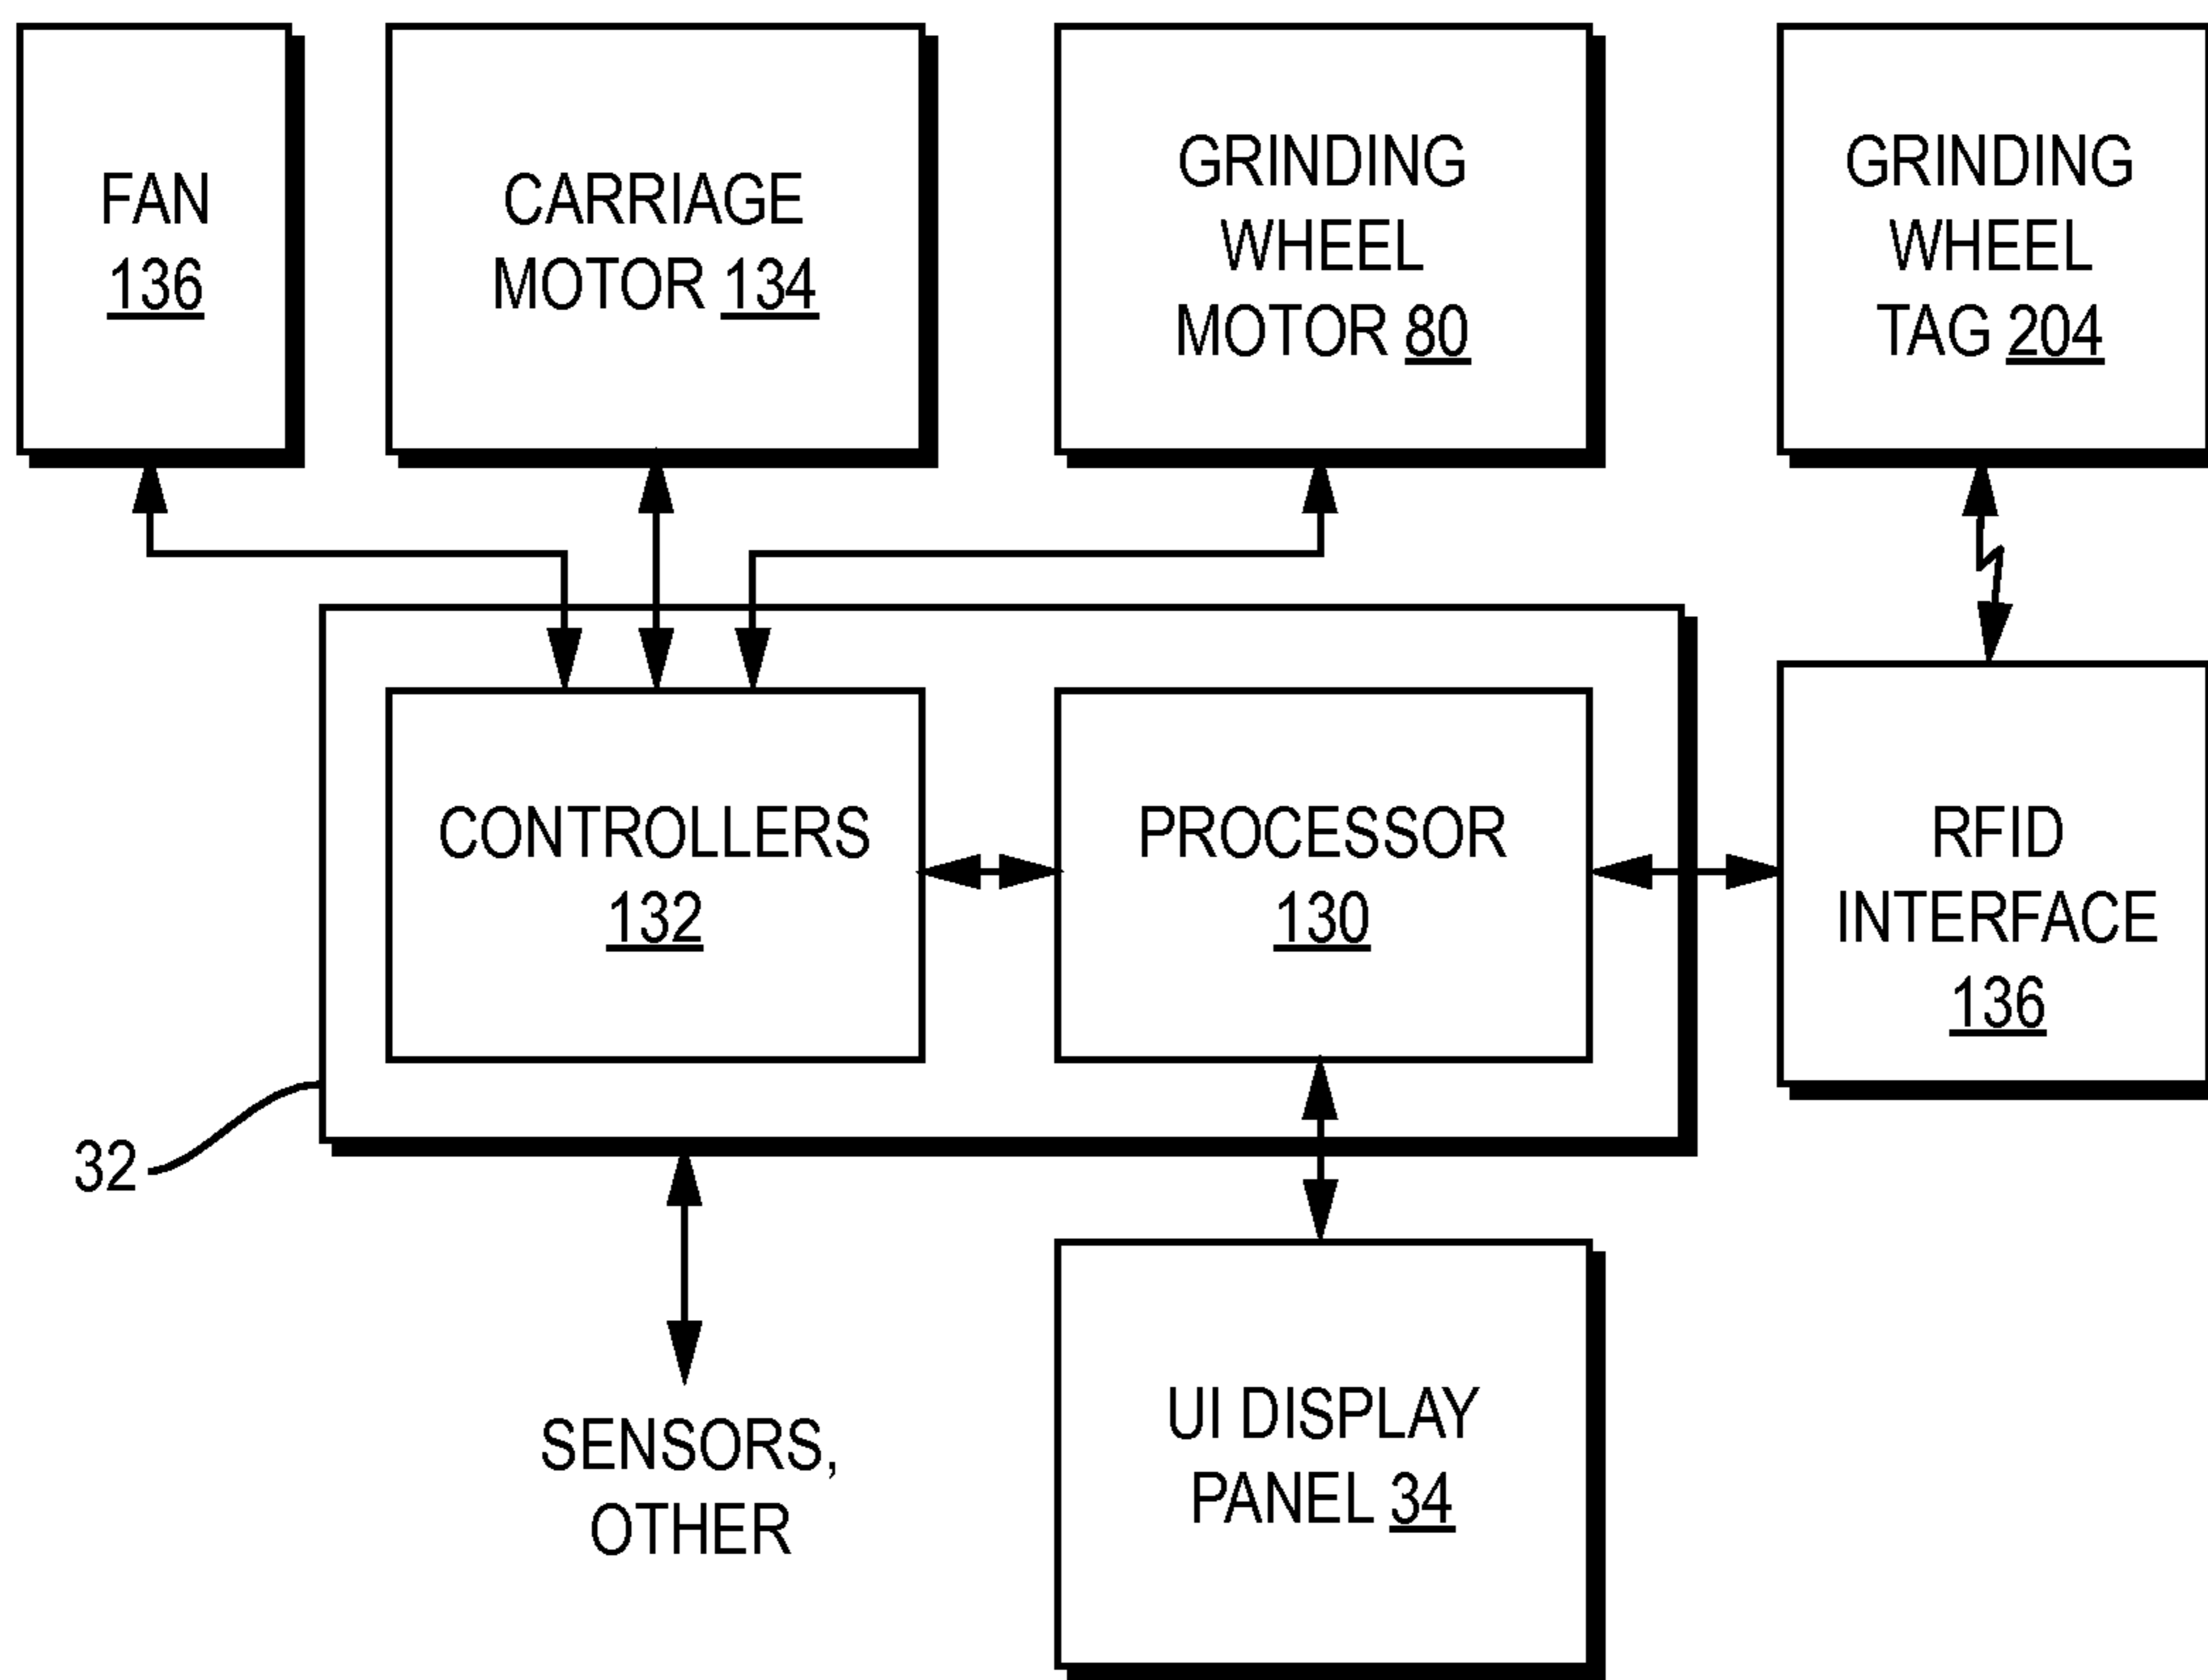 FAN
136
CARRIAGE
MOTOR 134
GRINDING
WHEEL
MOTOR 80
GRINDING
WHEEL
TAG 204
CONTROLLERS
132
PROCESSOR
130
RFID
INTERFACE
136
32
SENSORS,
OTHER
UI DISPLAY
PANEL 34